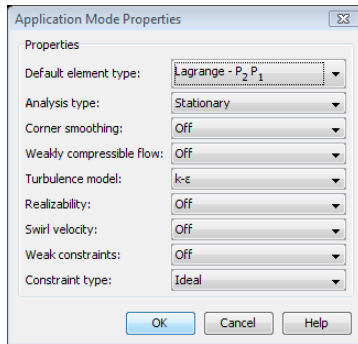 Application Mode Properties
Properties
Default element type: Lagrange - P₂ P₁
Analysis type: Stationary
Corner smoothing: Off
Weakly compressible flow: Off
Turbulence model: k-ε
Realizability: Off
Swirl velocity: Off
Weak constraints: Off
Constraint type: Ideal
OK Cancel Help